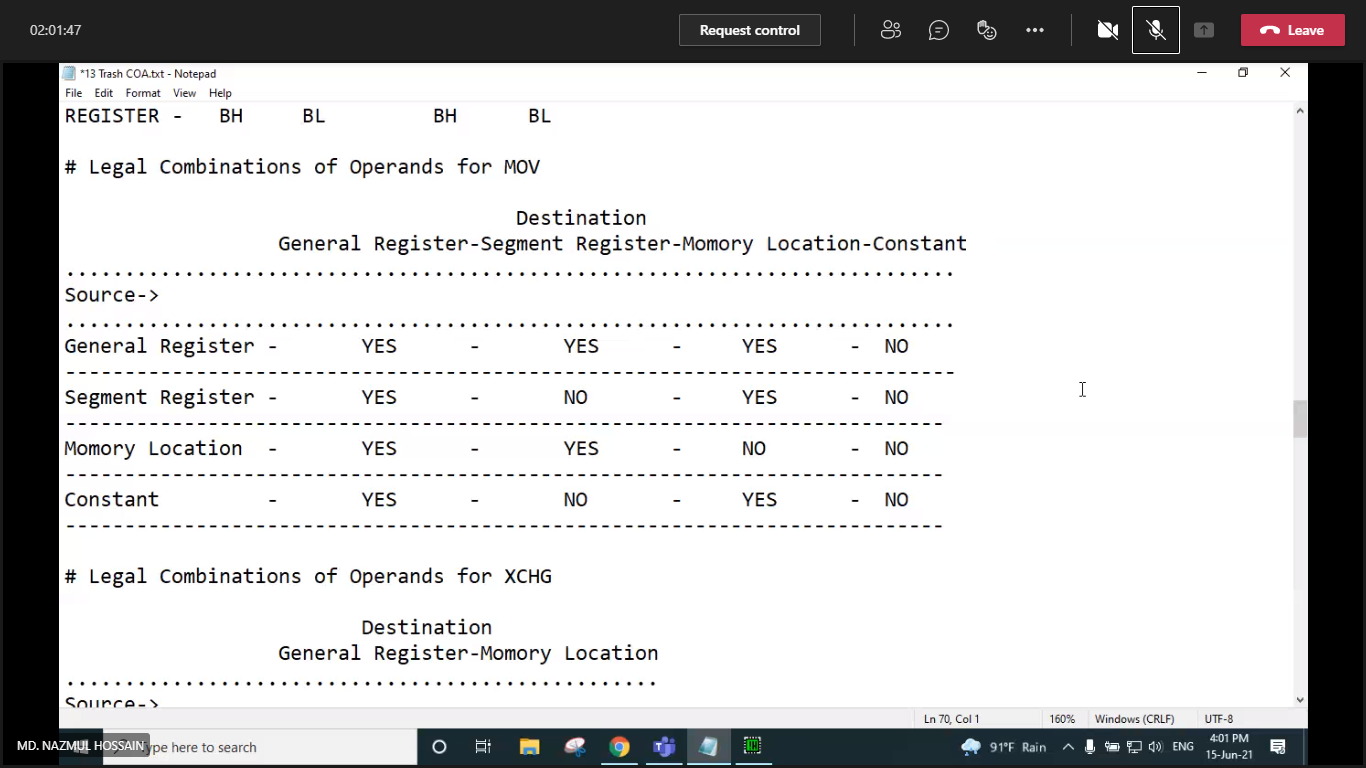 02:01:47
Request control
Leave
*13 Trash COA.txt - Notepad
File Edit Format View Help
REGISTER - BH BL BH BL
# Legal Combinations of Operands for MOV
Destination
General Register-Segment Register-Momory Location-Constant
...........................................................................
Source->
...........................................................................
General Register - YES - YES - YES - NO
---------------------------------------------------------------------------
Segment Register - YES - NO - YES - NO
--------------------------------------------------------------------------
Momory Location - YES - YES - NO - NO
--------------------------------------------------------------------------
Constant - YES - NO - YES - NO
--------------------------------------------------------------------------
# Legal Combinations of Operands for XCHG
Destination
General Register-Momory Location
..................................................
Source->
Ln 70, Col 1 160% Windows (CRLF) UTF-8
MD. NAZMUL HOSSAIN
ype here to search
91°F Rain
ENG
4:01 PM
15-Jun-21